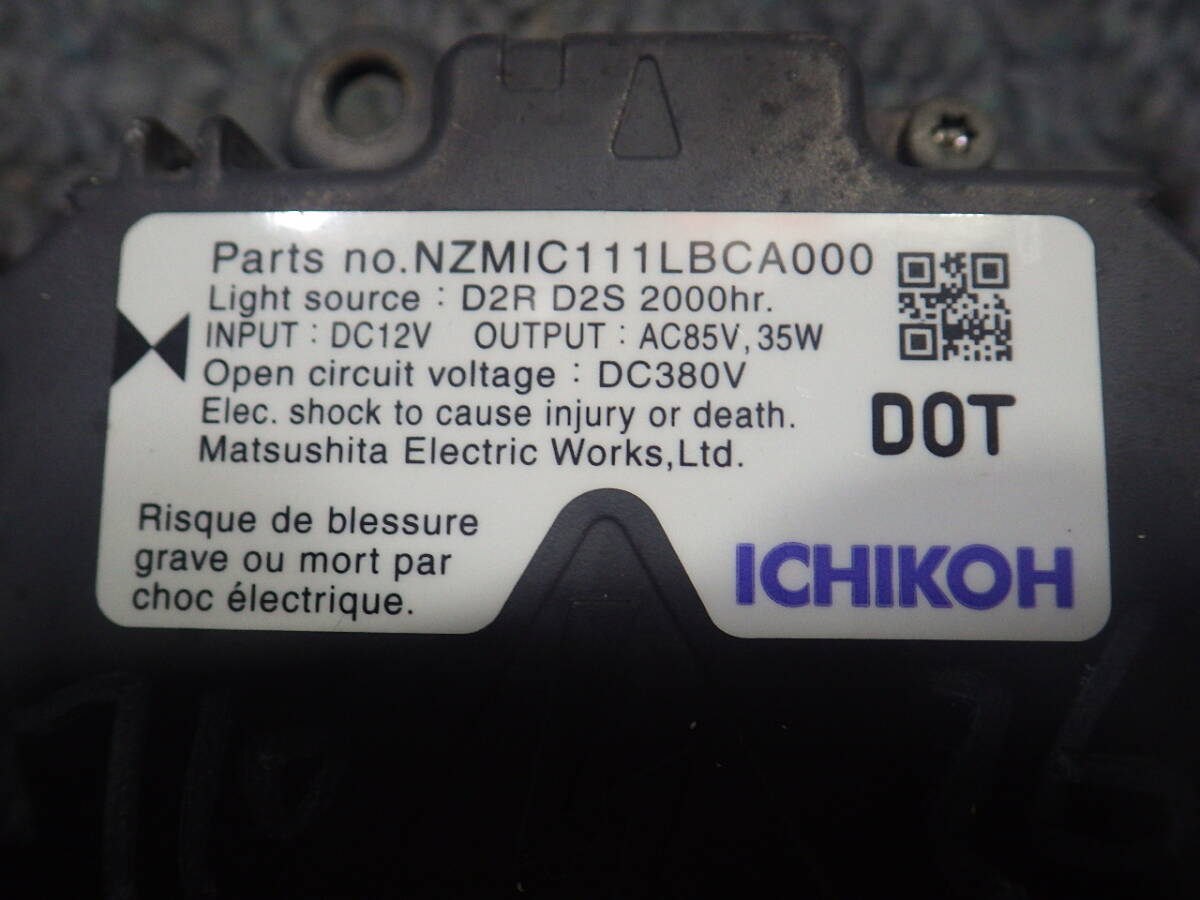 Parts no.NZMIC111LBCA000
Light source : D2R D2S 2000hr.
INPUT : DC12V OUTPUT : AC85V,35W
Open circuit voltage : DC380V
Elec. shock to cause injury or death.
Matsushita Electric Works,Ltd.
DOT
Risque de blessure
grave ou mort par
choc électrique.
ICHIKOH